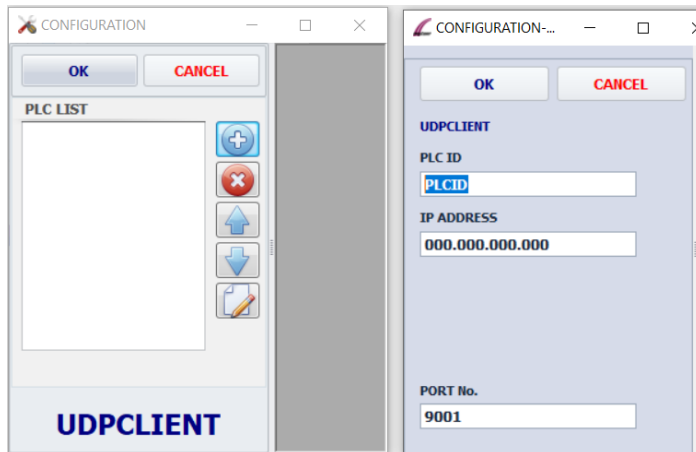 CONFIGURATION
OK CANCEL
PLC LIST
UDPCLIENT
CONFIGURATION-...
OK CANCEL
UDPCLIENT
PLC ID
PLCID
IP ADDRESS
000.000.000.000
PORT No.
9001